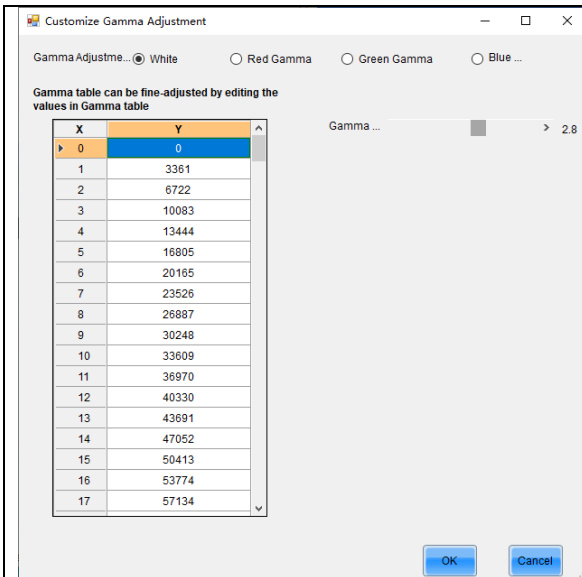 Customize Gamma Adjustment
Gamma Adjustme... White Red Gamma Green Gamma Blue ...
Gamma table can be fine-adjusted by editing the
values in Gamma table
Gamma ... > 2.8
X Y
0 0
1 3361
2 6722
3 10083
4 13444
5 16805
6 20165
7 23526
8 26887
9 30248
10 33609
11 36970
12 40330
13 43691
14 47052
15 50413
16 53774
17 57134
OK Cancel